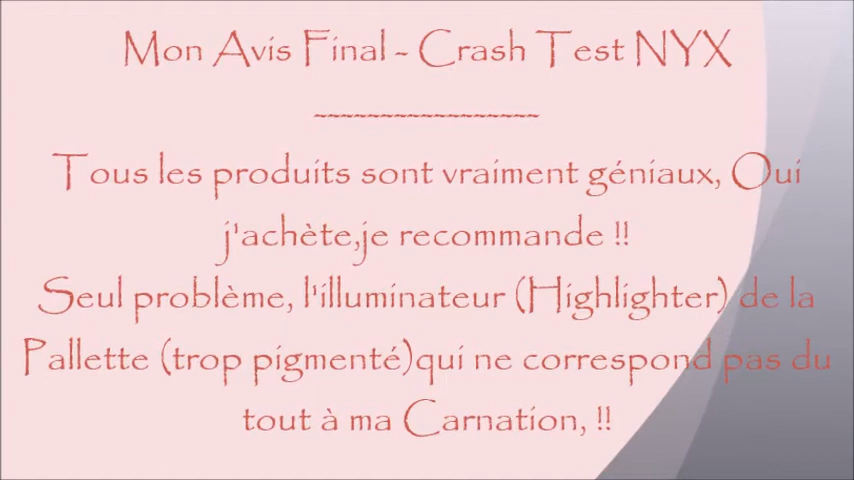 Mon Avis Final - Crash Test NYX
~~~~~~~~~~~~~~~~~
Tous les produits sont vraiment géniaux, Oui
j'achète,je recommande !!
Seul problème, l'illuminateur (Highlighter) de la
Pallette (trop pigmenté)qui ne correspond pas du
tout à ma Carnation, !!